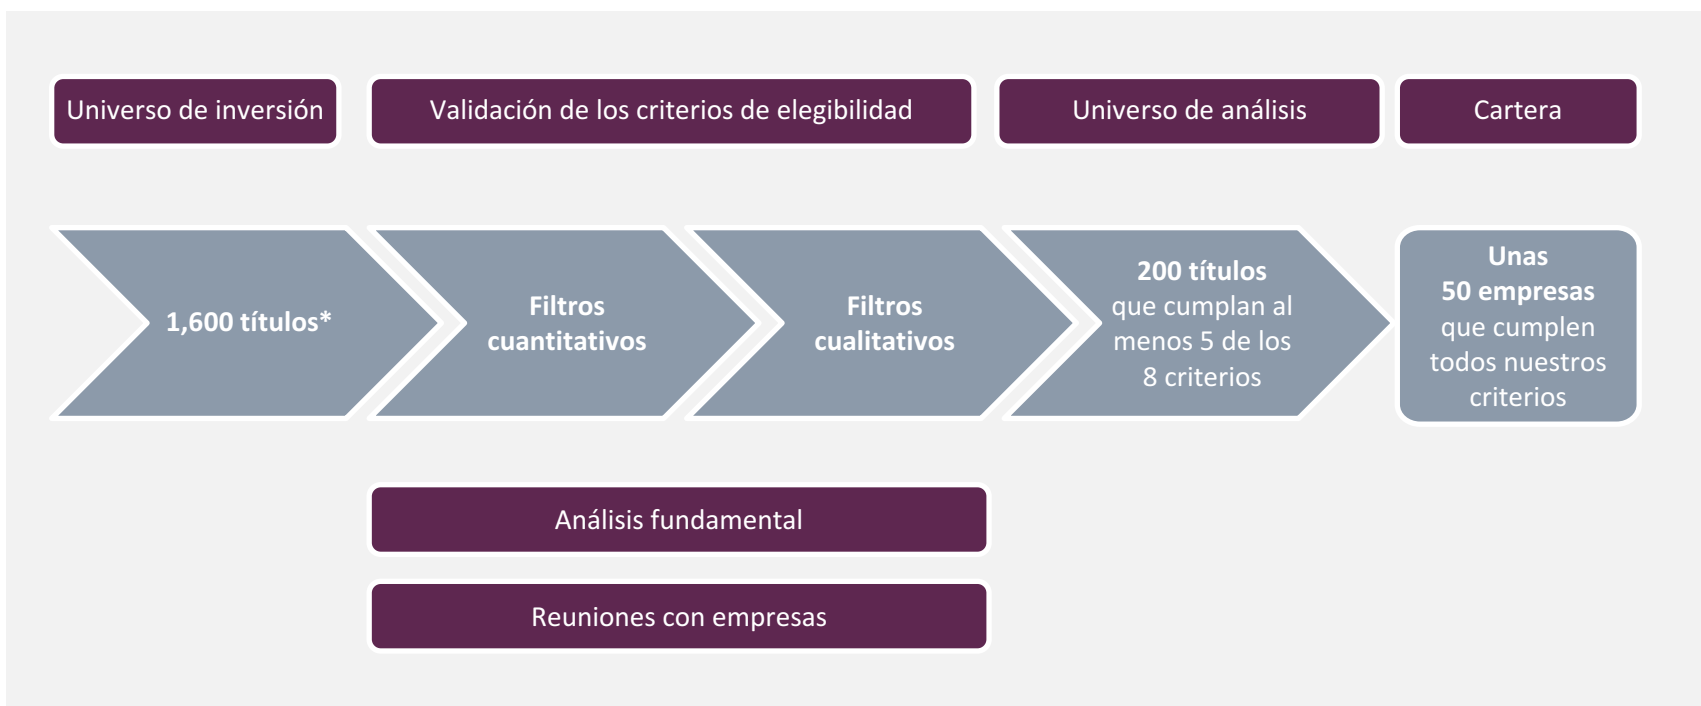 Universo de inversión
Validación de los criterios de elegibilidad
Universo de análisis
Cartera
1,600 títulos*
Filtros
cuantitativos
Filtros
cualitativos
200 títulos
que cumplan al
menos 5 de los
8 criterios
Unas
50 empresas
que cumplen
todos nuestros
criterios
Análisis fundamental
Reuniones con empresas